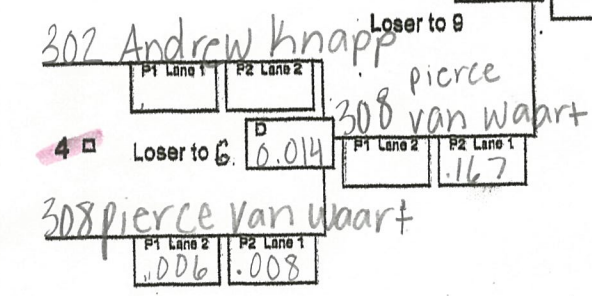 Loser to 9
302 Andrew Knapp
P1 Lane 1 P2 Lane 2
pierce
308 van waart
D
4 Loser to 6. 0.014
P1 Lane 2 P2 Lane 1
.167
308 pierce van waart
P1 Lane 2 P2 Lane 1
.006 .008